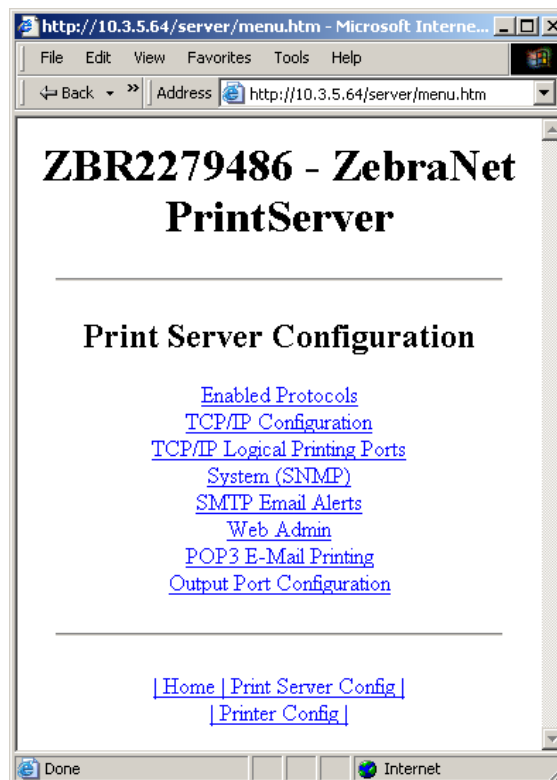 http://10.3.5.64/server/menu.htm - Microsoft Interne...
File Edit View Favorites Tools Help
Back » Address http://10.3.5.64/server/menu.htm
ZBR2279486 - ZebraNet
PrintServer
Print Server Configuration
Enabled Protocols
TCP/IP Configuration
TCP/IP Logical Printing Ports
System (SNMP)
SMTP Email Alerts
Web Admin
POP3 E-Mail Printing
Output Port Configuration
| Home | Print Server Config |
| Printer Config |
Done Internet